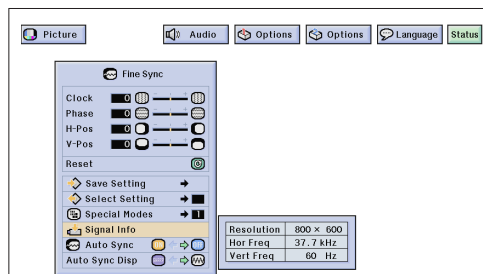 Picture Audio Options Options Language Status
Fine Sync
Clock 0
Phase 0
H-Pos 0
V-Pos 0
Reset
Save Setting
Select Setting
Special Modes 1
Signal Info
Auto Sync
Auto Sync Disp
Resolution 800 × 600
Hor Freq 37.7 kHz
Vert Freq 60 Hz